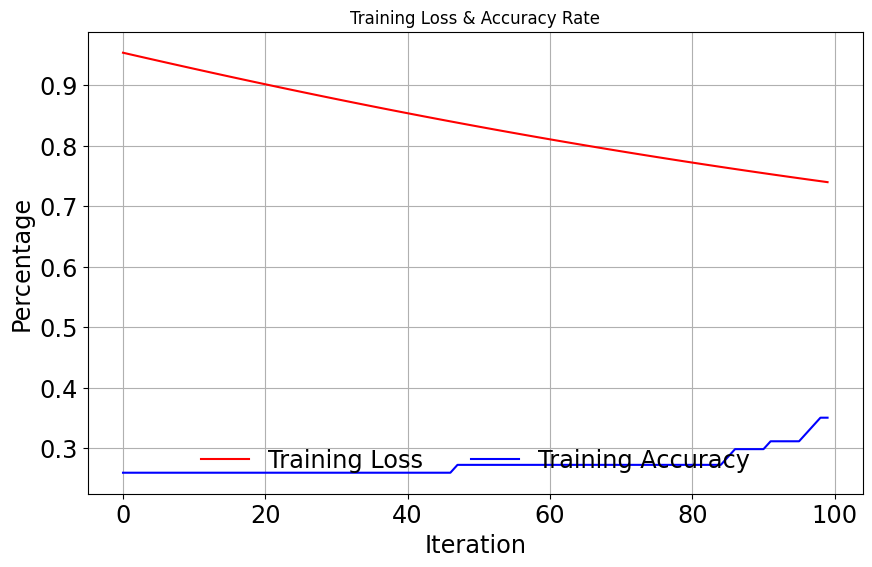 Training Loss & Accuracy Rate
Percentage
0.9
0.8
0.7
0.6
0.5
0.4
0.3
Training Loss Training Accuracy
0 20 40 60 80 100
Iteration